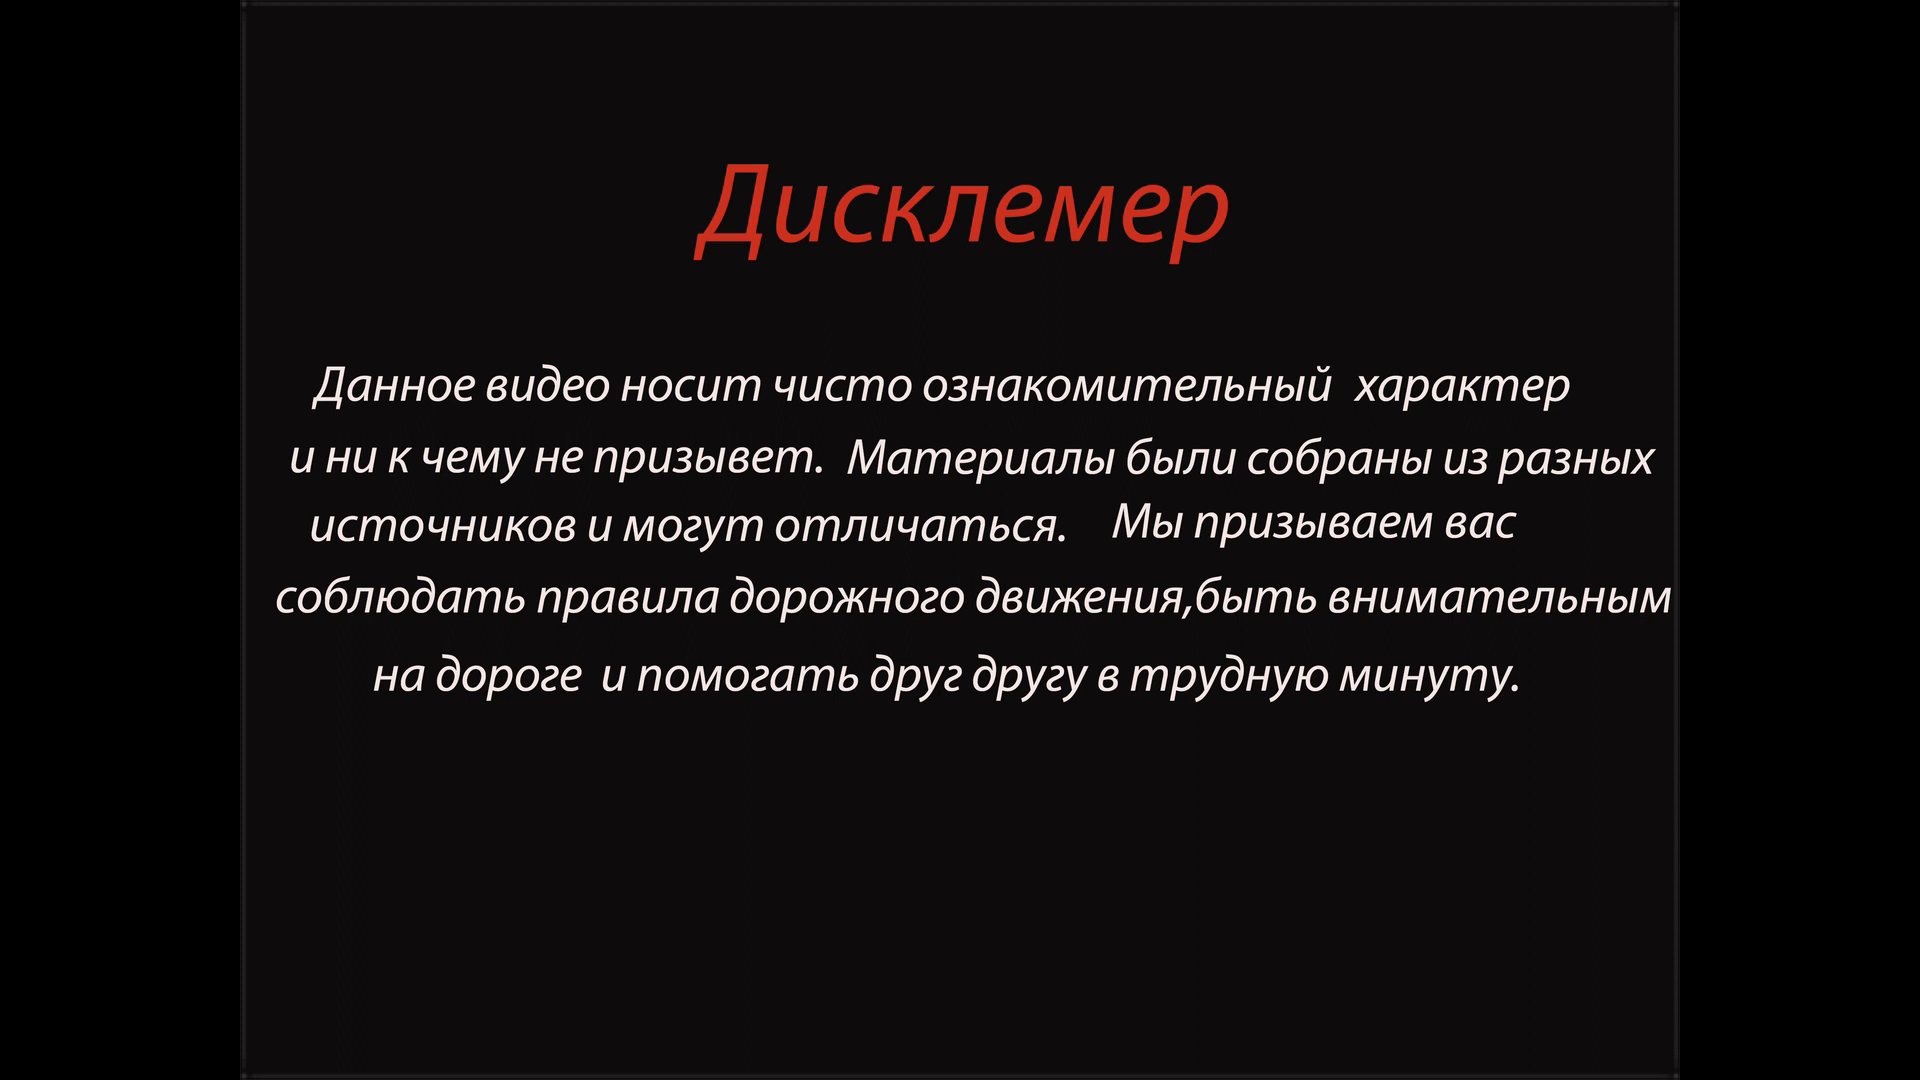 Дисклемер
Данное видео носит чисто ознакомительный характер
и ни к чему не призывет. Материалы были собраны из разных
источников и могут отличаться. Мы призываем вас
соблюдать правила дорожного движения,быть внимательным
на дороге и помогать друг другу в трудную минуту.